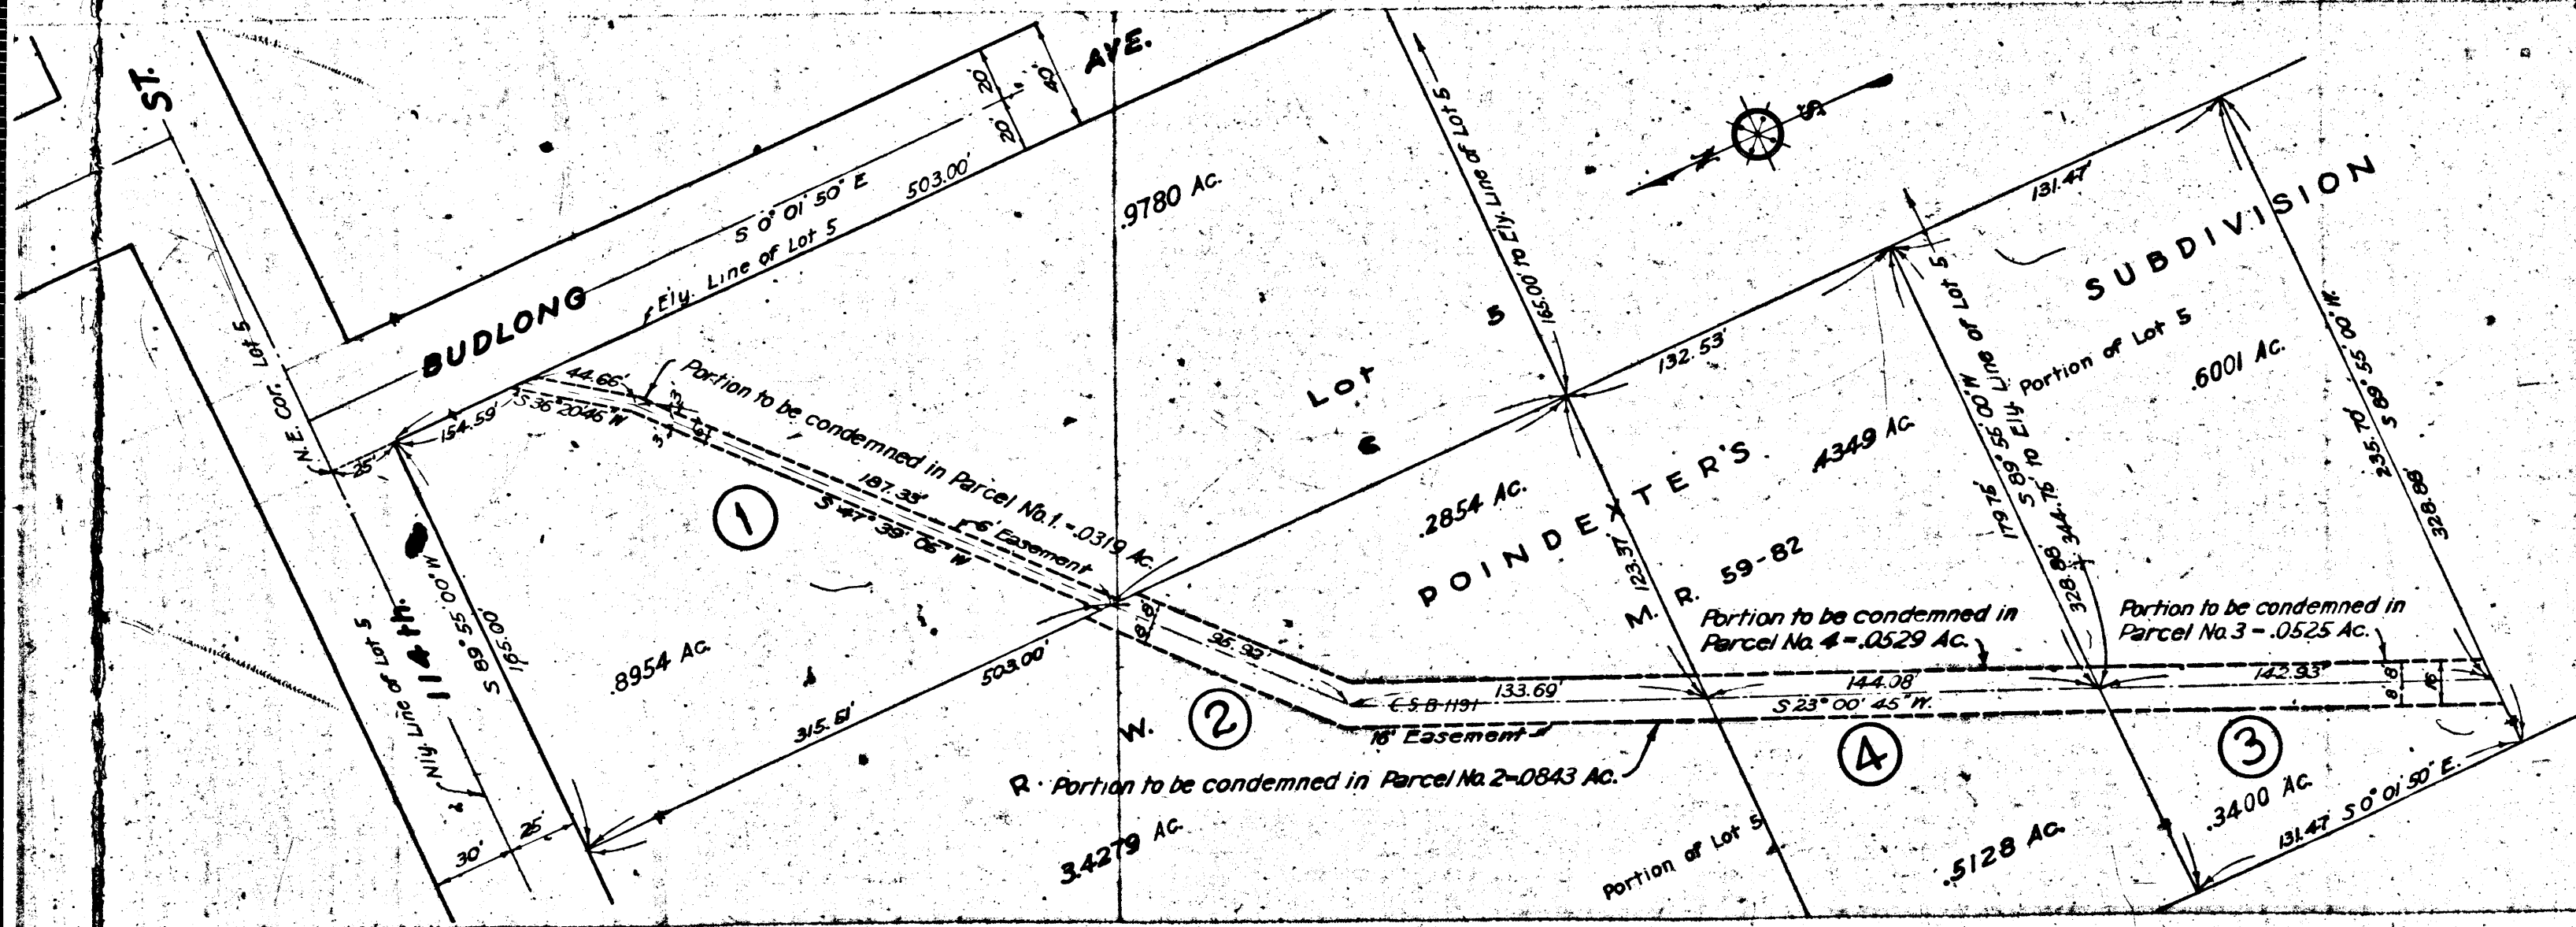 ST.
BUDLONG
AVE.
S 0° 01' 50" E
503.00'
Ely. Line of Lot 5
20'
20'
40'
.9780 Ac.
N
S
165.00 To Ely. Line of Lot 5
131.47'
SUBDIVISION
Portion of Lot 5
.6001 Ac.
S 89° 55' 00" W.
235.70'
328.88'
N.E. Cor. Lot 5
25'
154.59'
44.66'
S 36° 20' 46" W
3'
3'
6'
Portion to be condemned in Parcel No. 1. = .0319 Ac.
187.33'
6' Easement
S 47° 39' 06" W
1
LOT
5
132.53'
S 89° 55' 00" W
344.76' to Ely. Line of Lot 5
179.76'
328.88'
.4349 Ac.
.2854 Ac.
POINDEXTER'S
123.37'
M. R. 59-82
Portion to be condemned in
Parcel No. 4 = .0529 Ac.
Portion to be condemned in
Parcel No. 3 - .0525 Ac.
114th.
Nly. Line of Lot 5
S 89° 55' 00" W
165.00'
.8954 Ac.
503.00'
315.61'
8'
8'
95.92'
133.69'
C.S.B-1191
144.08'
S 23° 00' 45" W.
142.93'
8'
8'
16'
16' Easement
W.
2
4
3
R.
Portion to be condemned in Parcel No. 2=.0843 Ac.
30'
25'
3.4279 Ac.
Portion of Lot 5
.5128 Ac.
.3400 Ac.
131.47' S 0° 01' 50" E.